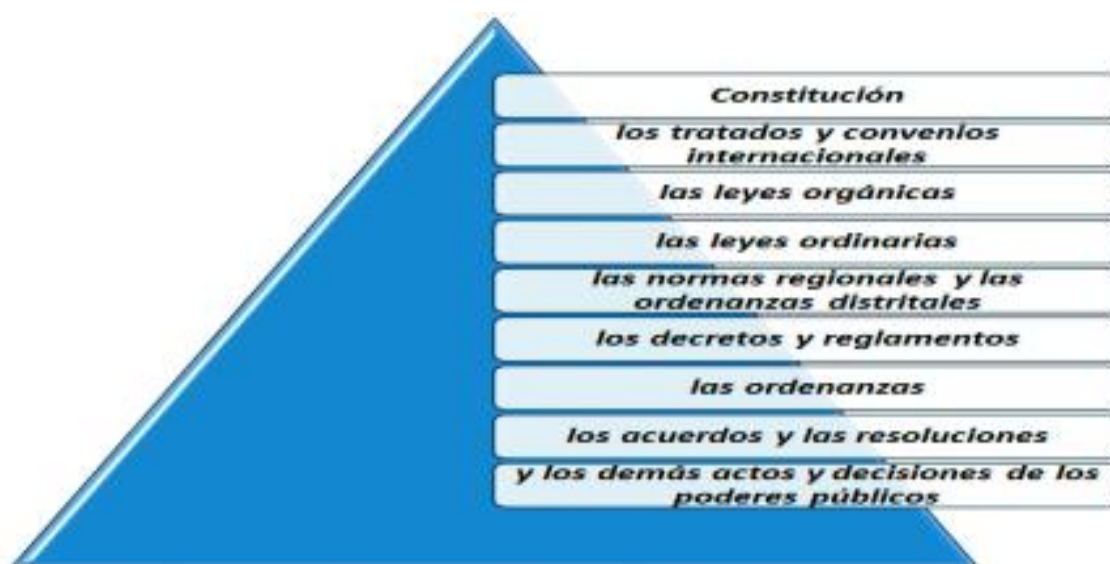 Constitución
los tratados y convenios
internacionales
las leyes orgánicas
las leyes ordinarias
las normas regionales y las
ordenanzas distritales
los decretos y reglamentos
las ordenanzas
los acuerdos y las resoluciones
y los demás actos y decisiones de los
poderes públicos